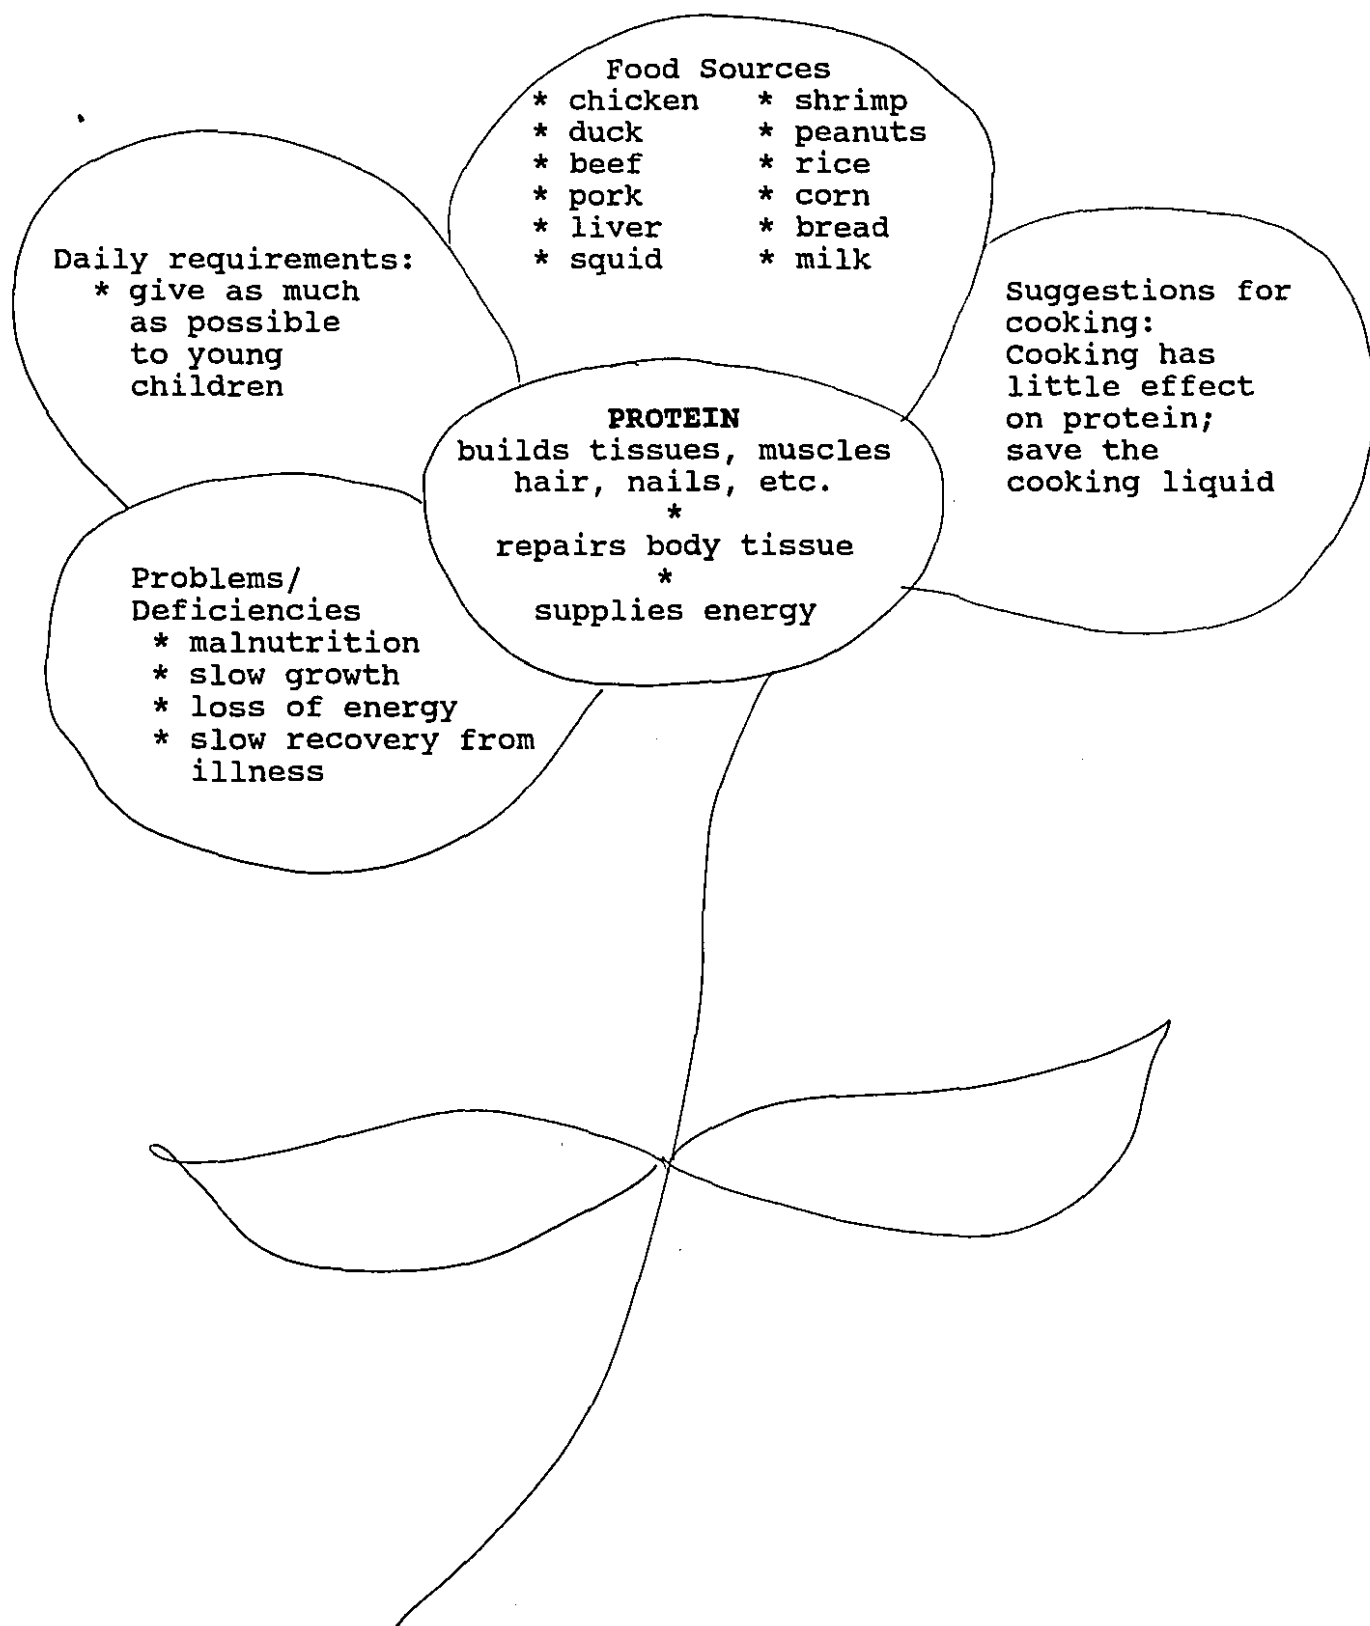 Food Sources
* chicken * shrimp
* duck * peanuts
* beef * rice
* pork * corn
* liver * bread
* squid * milk
Daily requirements:
* give as much
as possible
to young
children
Suggestions for
cooking:
Cooking has
little effect
on protein;
save the
cooking liquid
PROTEIN
builds tissues, muscles
hair, nails, etc.
*
repairs body tissue
*
supplies energy
Problems/
Deficiencies
* malnutrition
* slow growth
* loss of energy
* slow recovery from
illness